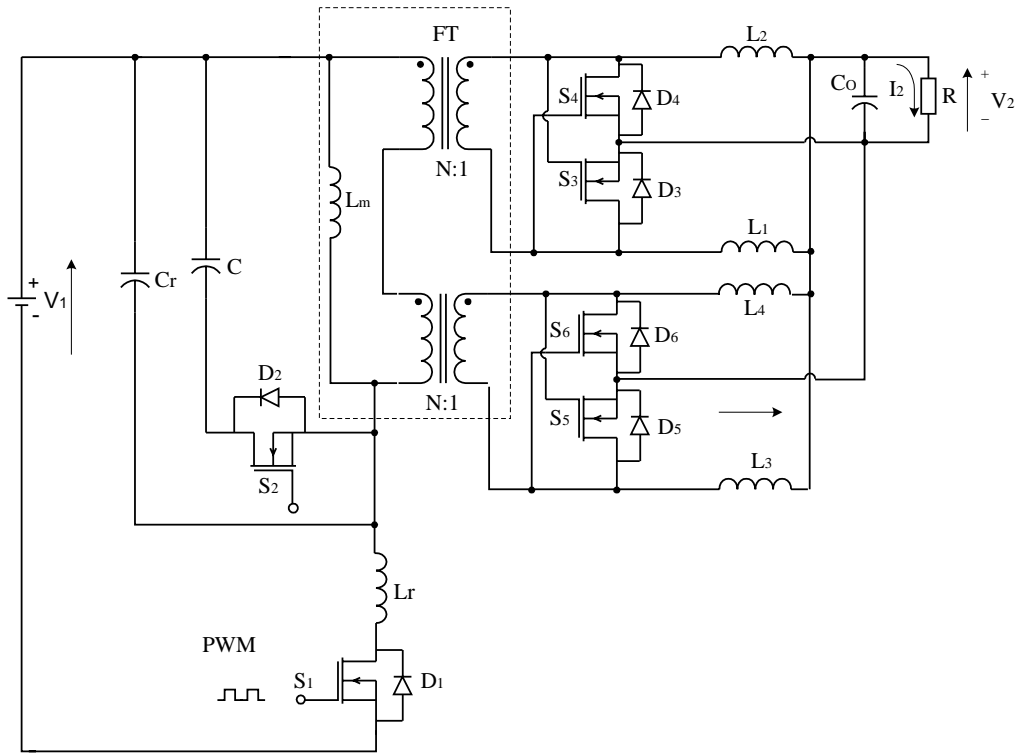 FT
L2
S4
D4
CO
I2
R
+
V2
–
N:1
S3
D3
Lm
L1
Cr
C
+
V1
-
L4
S6
D6
D2
N:1
S5
D5
S2
L3
Lr
PWM
S1
D1